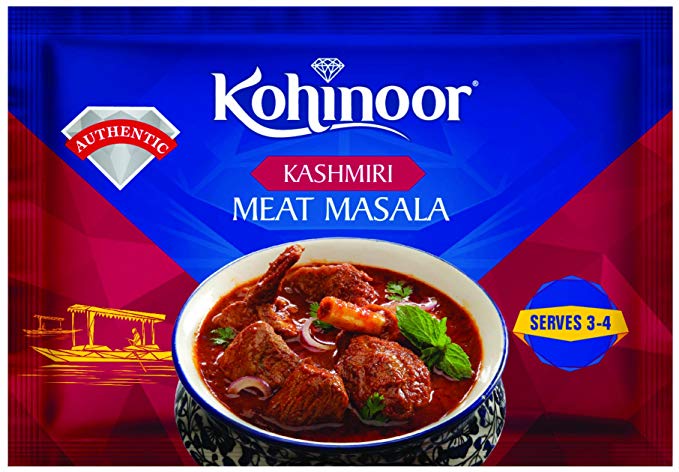 Kohinoor®
AUTHENTIC
KASHMIRI
MEAT MASALA
SERVES 3-4